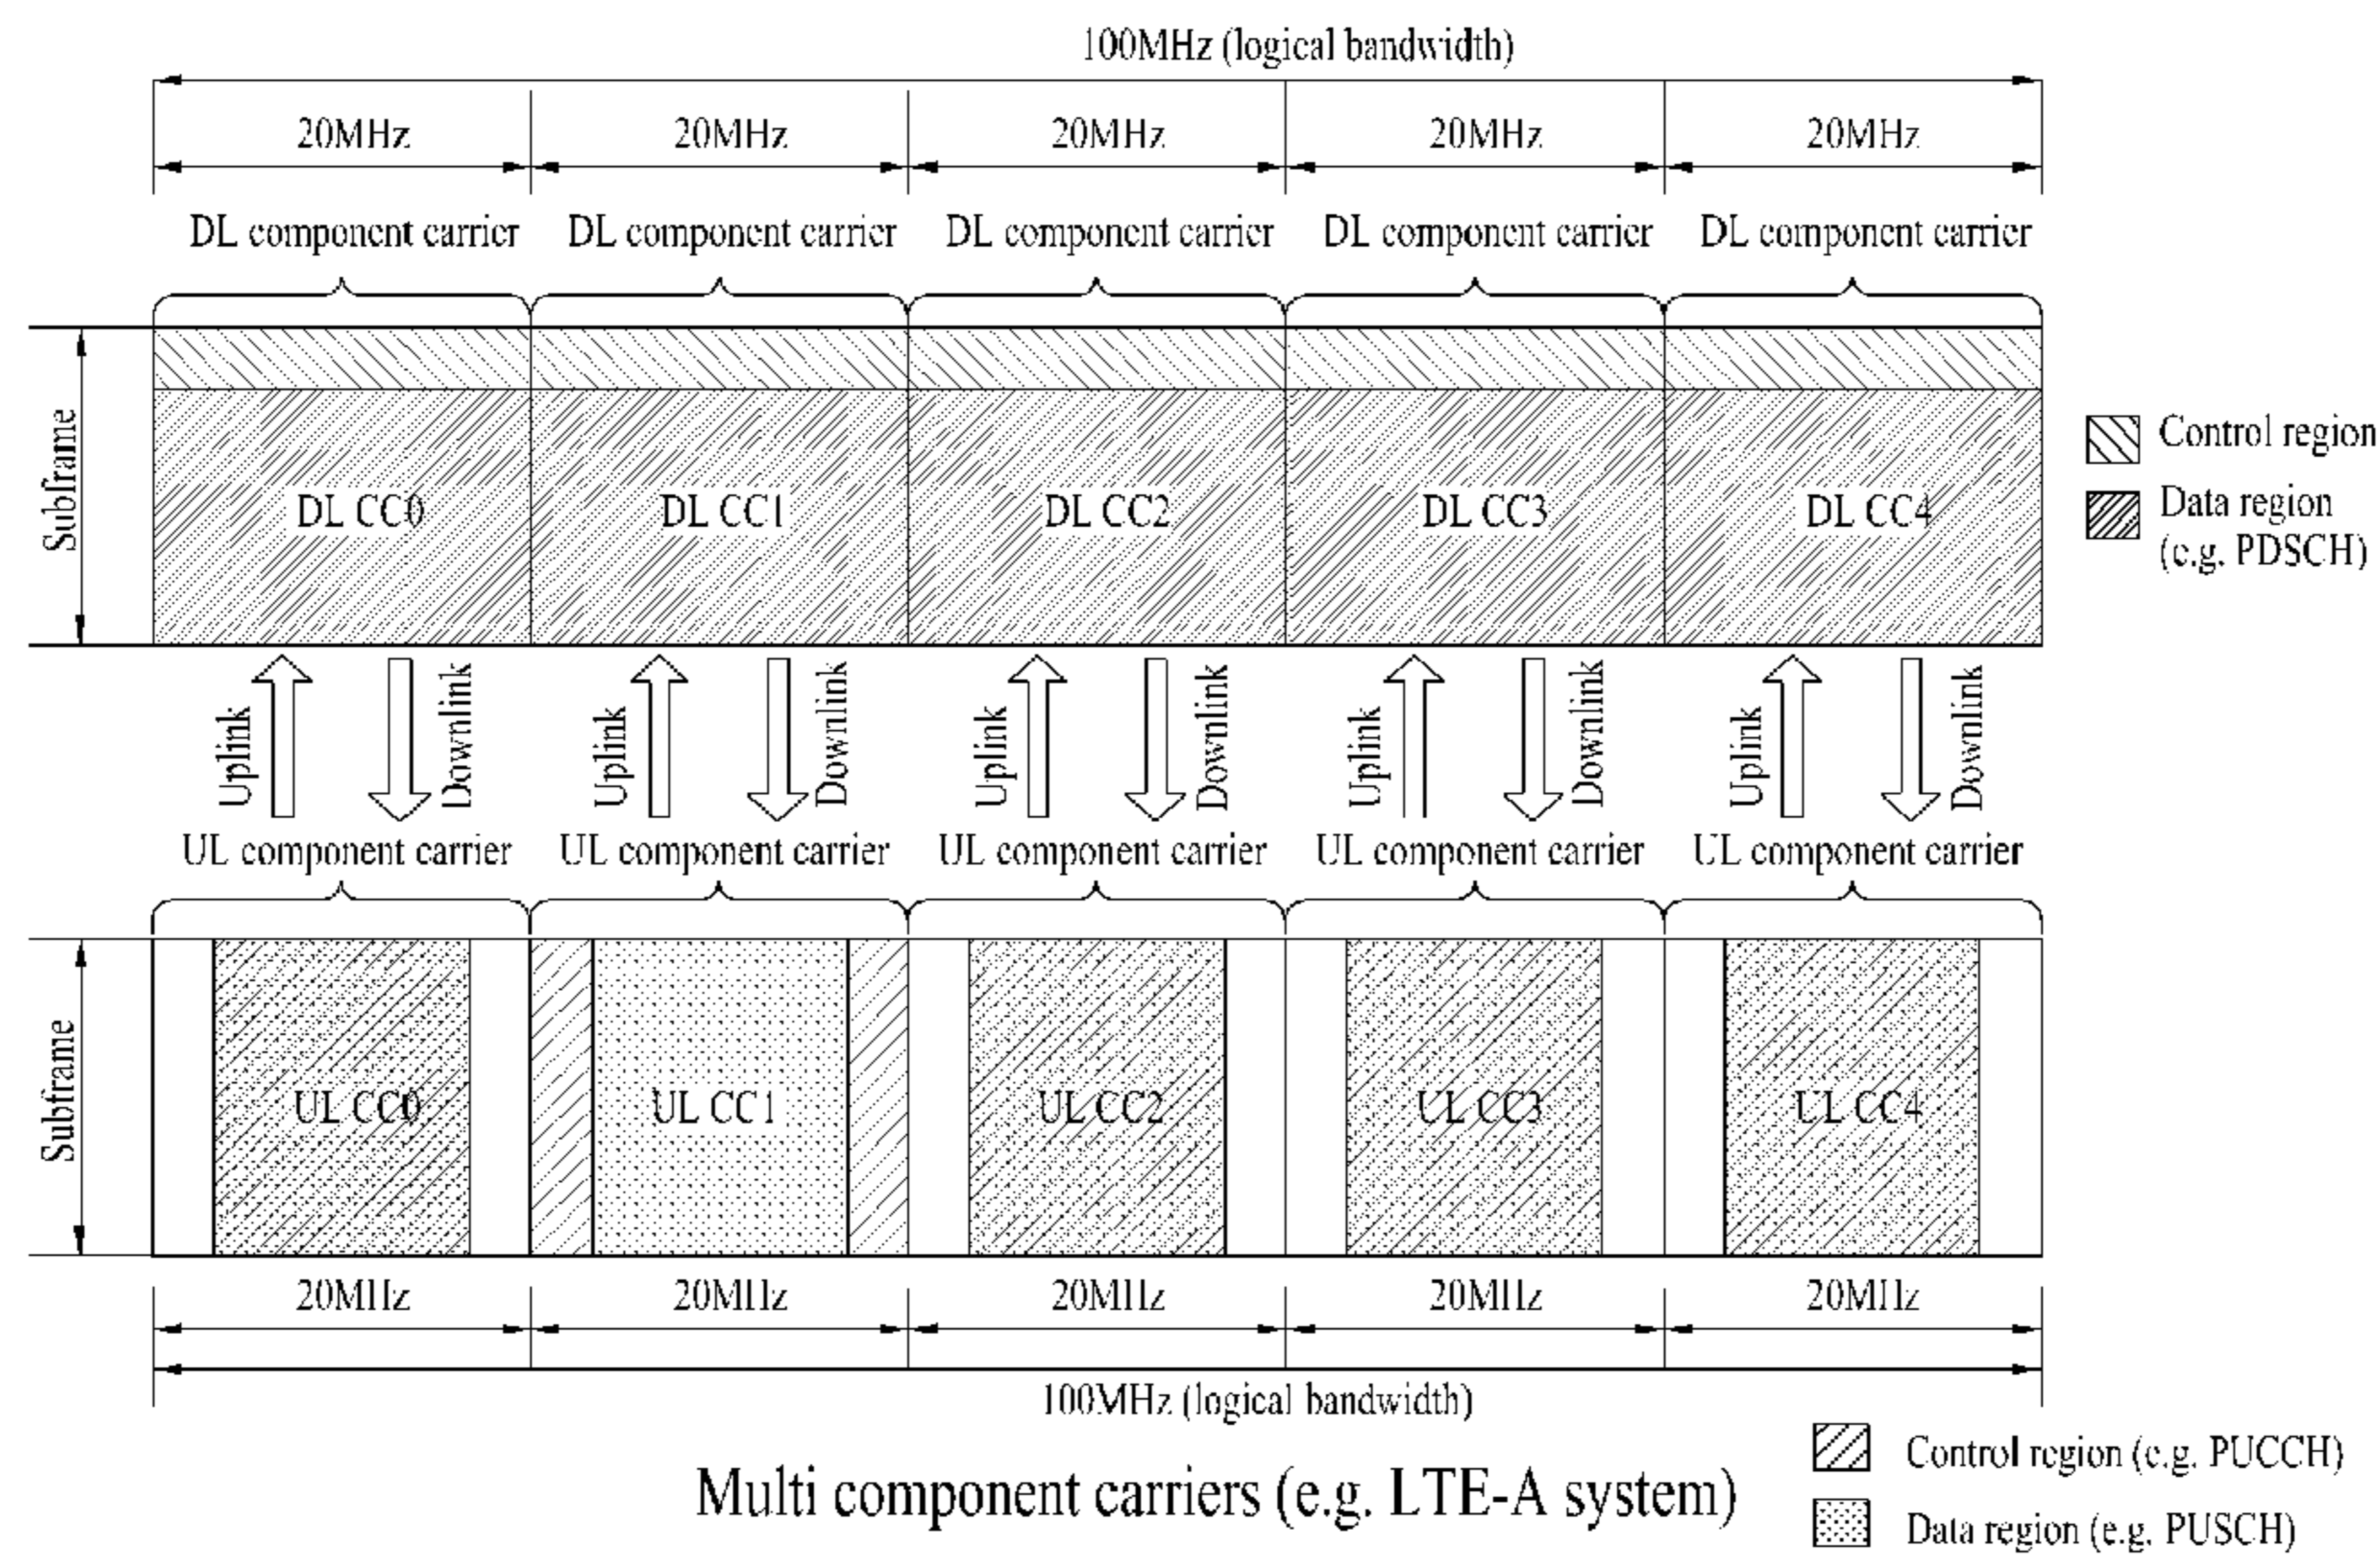 100MHz (logical bandwidth)
20MHz 20MHz 20MHz 20MHz 20MHz
DL component carrier DL component carrier DL component carrier DL component carrier DL component carrier
Subframe
DL CC0 DL CC1 DL CC2 DL CC3 DL CC4
Control region
Data region
(e.g. PDSCH)
Uplink Downlink Uplink Downlink Uplink Downlink Uplink Downlink Uplink Downlink
UL component carrier UL component carrier UL component carrier UL component carrier UL component carrier
Subframe
UL CC0 UL CC1 UL CC2 UL CC3 UL CC4
20MHz 20MHz 20MHz 20MHz 20MHz
100MHz (logical bandwidth)
Multi component carriers (e.g. LTE-A system)
Control region (e.g. PUCCH)
Data region (e.g. PUSCH)